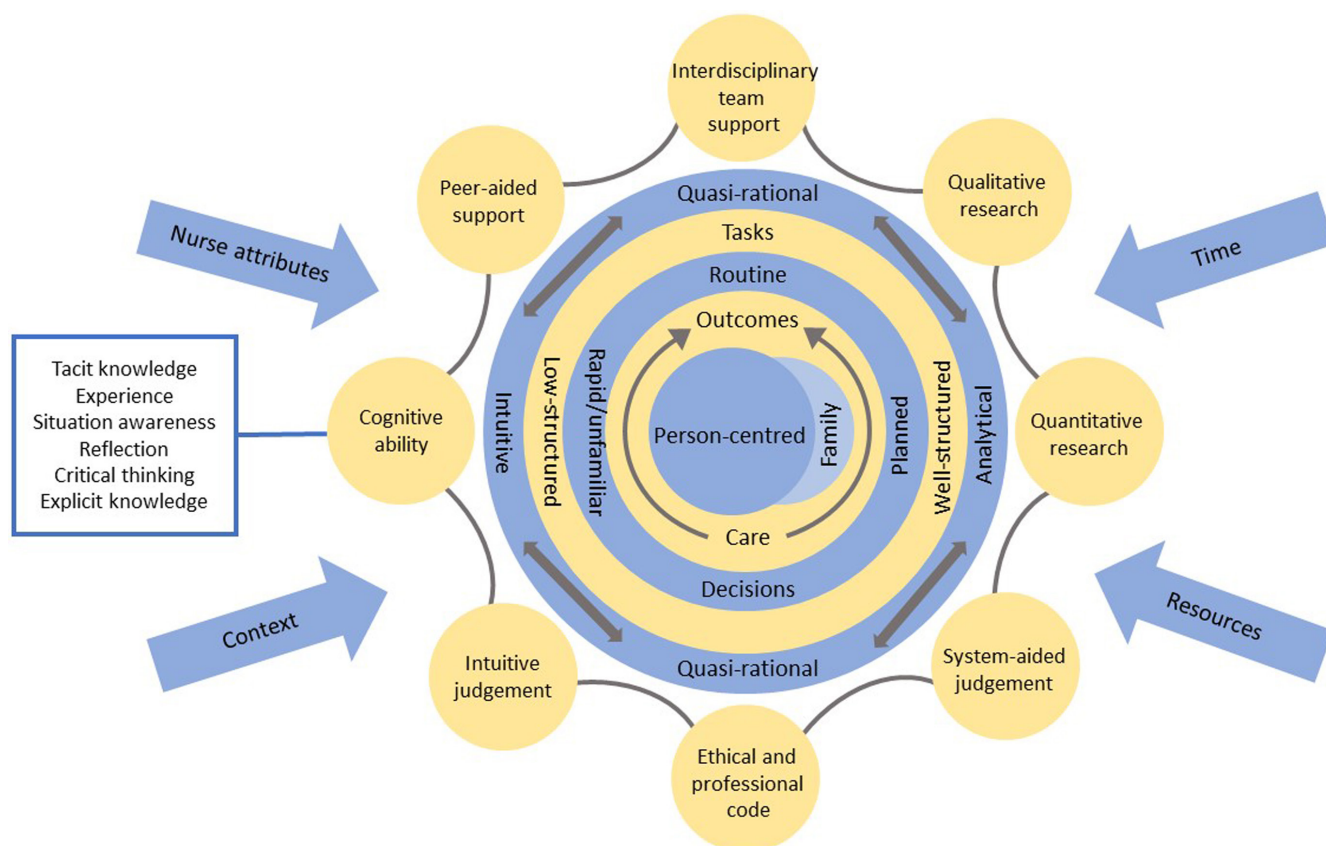 Interdisciplinary
team
support
Peer-aided
support
Qualitative
research
Nurse attributes
Time
Quasi-rational
Tasks
Routine
Outcomes
Tacit knowledge
Experience
Situation awareness
Reflection
Critical thinking
Explicit knowledge
Cognitive
ability
Intuitive
Low-structured
Rapid/unfamiliar
Person-centred
Family
Planned
Well-structured
Analytical
Quantitative
research
Care
Decisions
Quasi-rational
Context
Resources
Intuitive
judgement
System-aided
judgement
Ethical and
professional
code